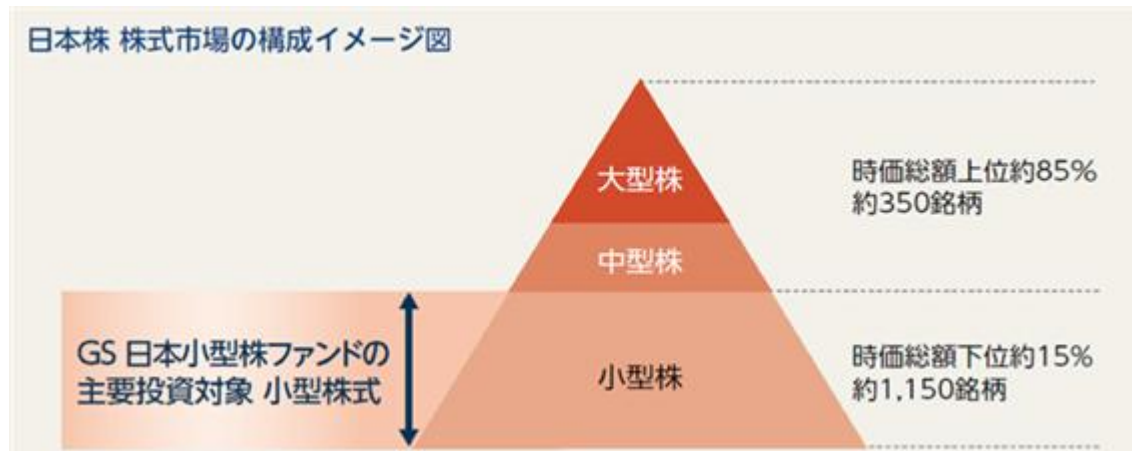 日本株 株式市場の構成イメージ図
大型株
時価総額上位約85%
約350銘柄
中型株
GS 日本小型株ファンドの
主要投資対象 小型株式
小型株
時価総額下位約15%
約1,150銘柄